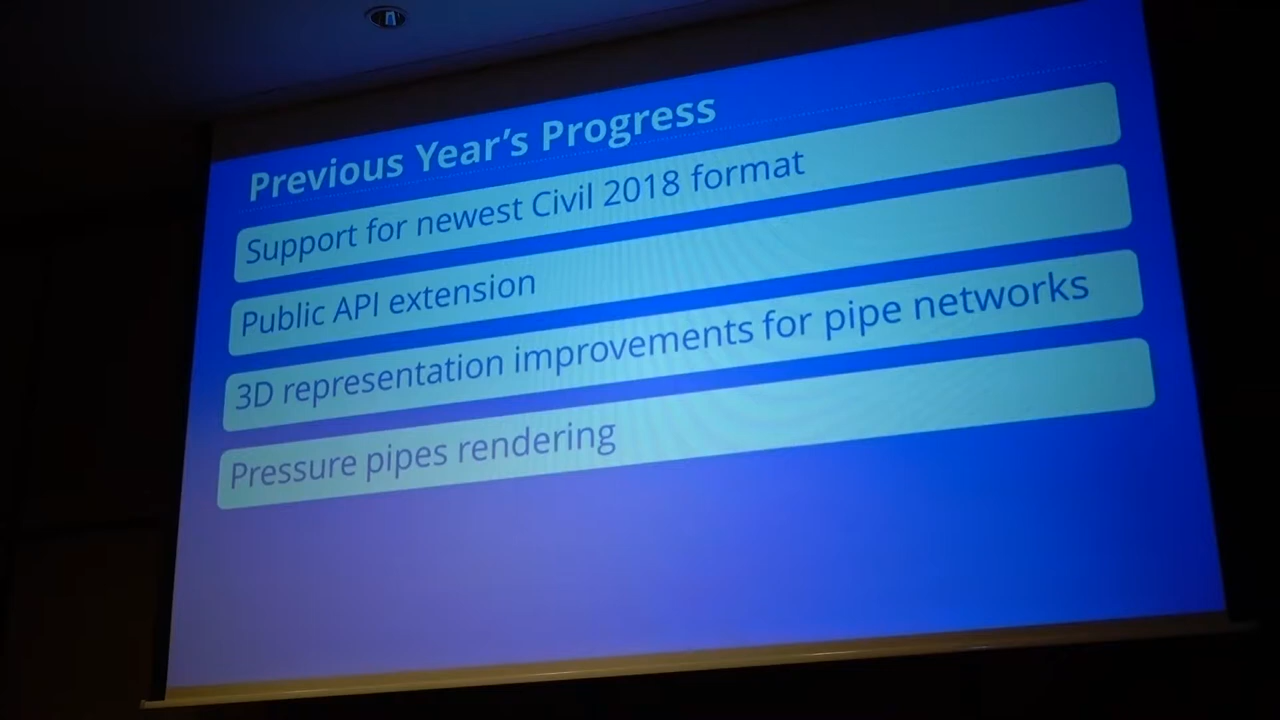 Previous Year’s Progress
Support for newest Civil 2018 format
Public API extension
3D representation improvements for pipe networks
Pressure pipes rendering